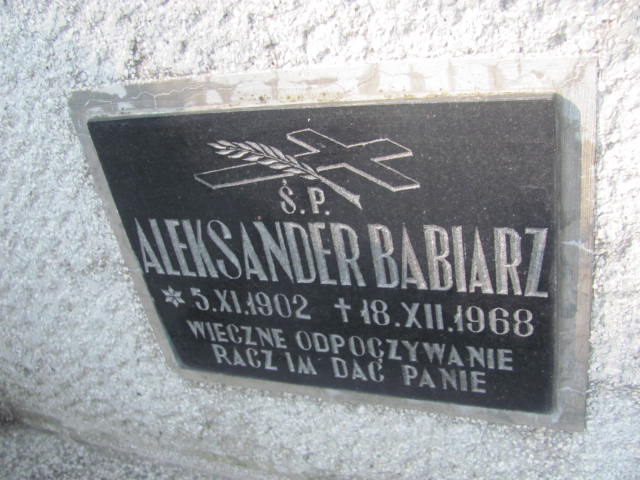 Ś.P.
ALEKSANDER BABIARZ
* 5.XI.1902 ✝ 18.XII.1968
WIECZNE ODPOCZYWANIE
RACZ IM DAĆ PANIE